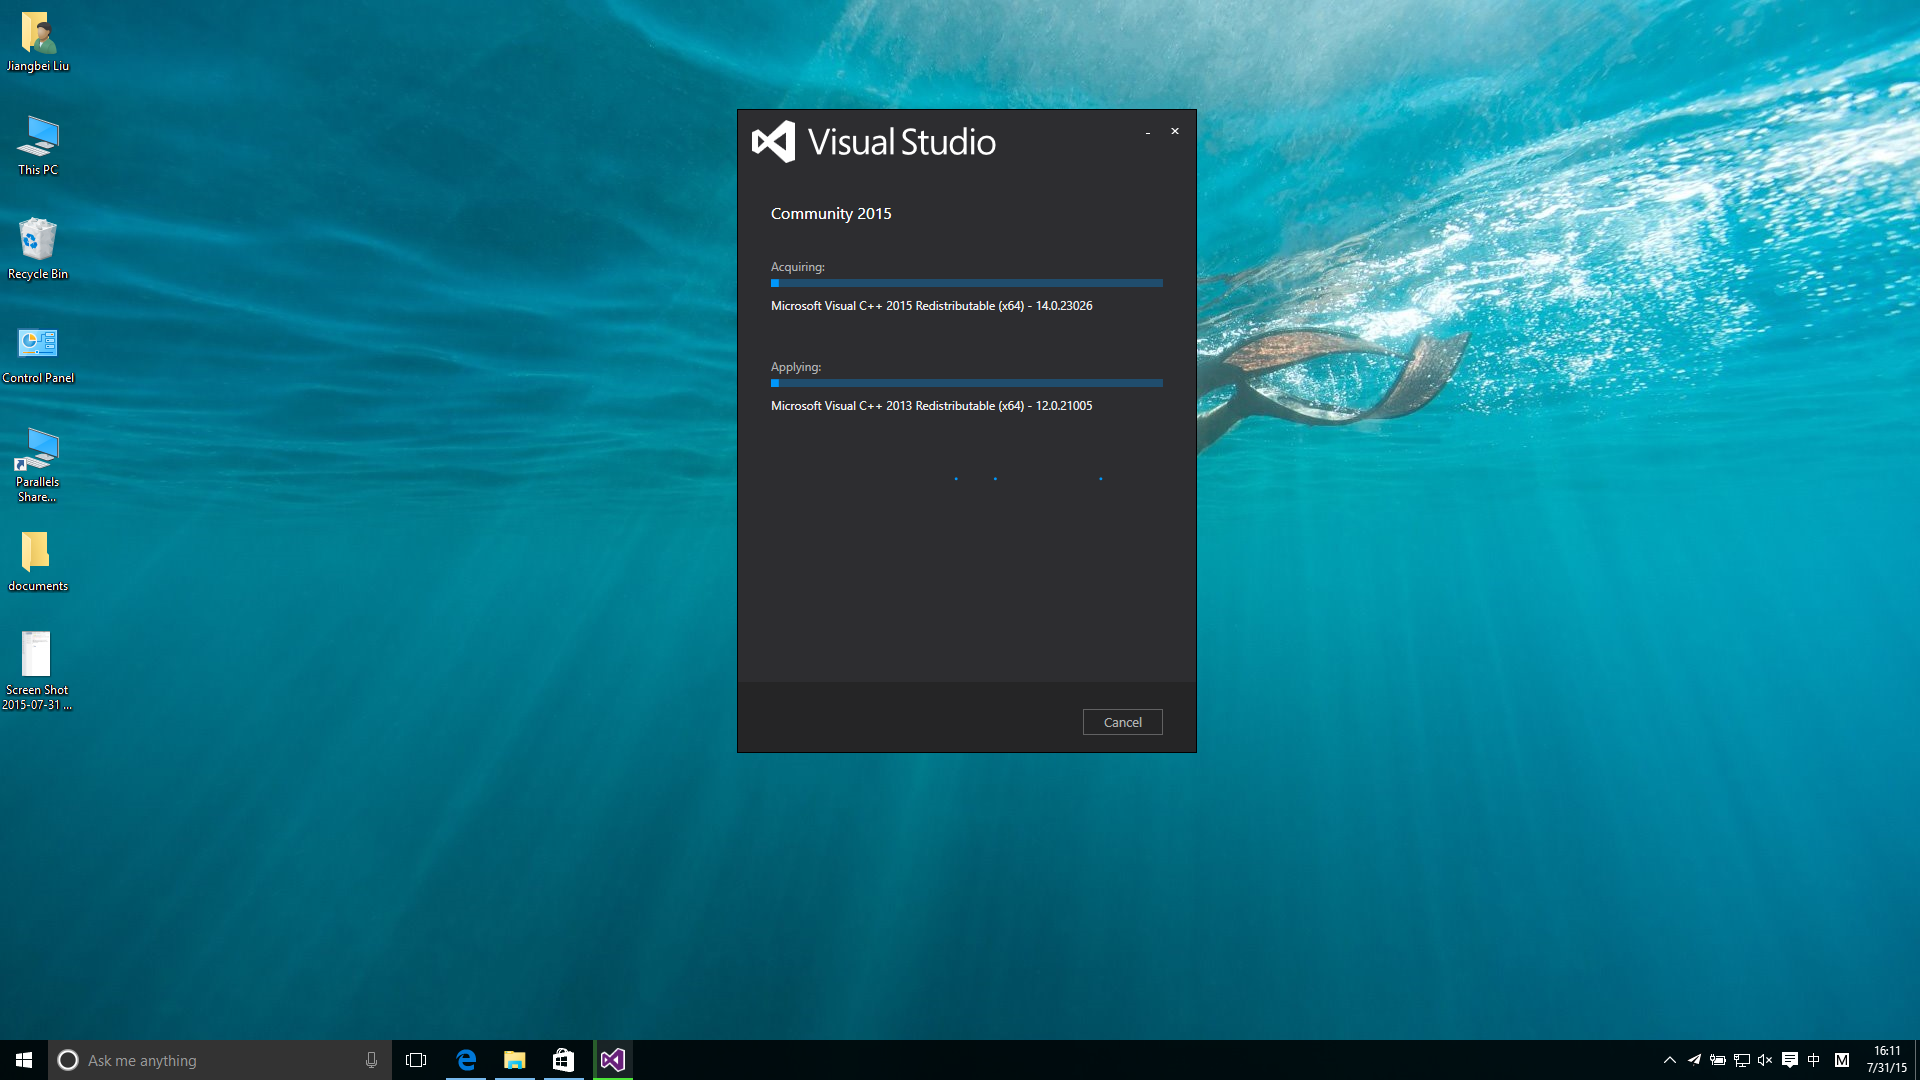 Jiangbei Liu
This PC
Recycle Bin
Control Panel
Parallels
Share...
documents
Screen Shot
2015-07-31 ...
Visual Studio
Community 2015
Acquiring:
Microsoft Visual C++ 2015 Redistributable (x64) - 14.0.23026
Applying:
Microsoft Visual C++ 2013 Redistributable (x64) - 12.0.21005
Cancel
Ask me anything
中
M
16:11
7/31/15